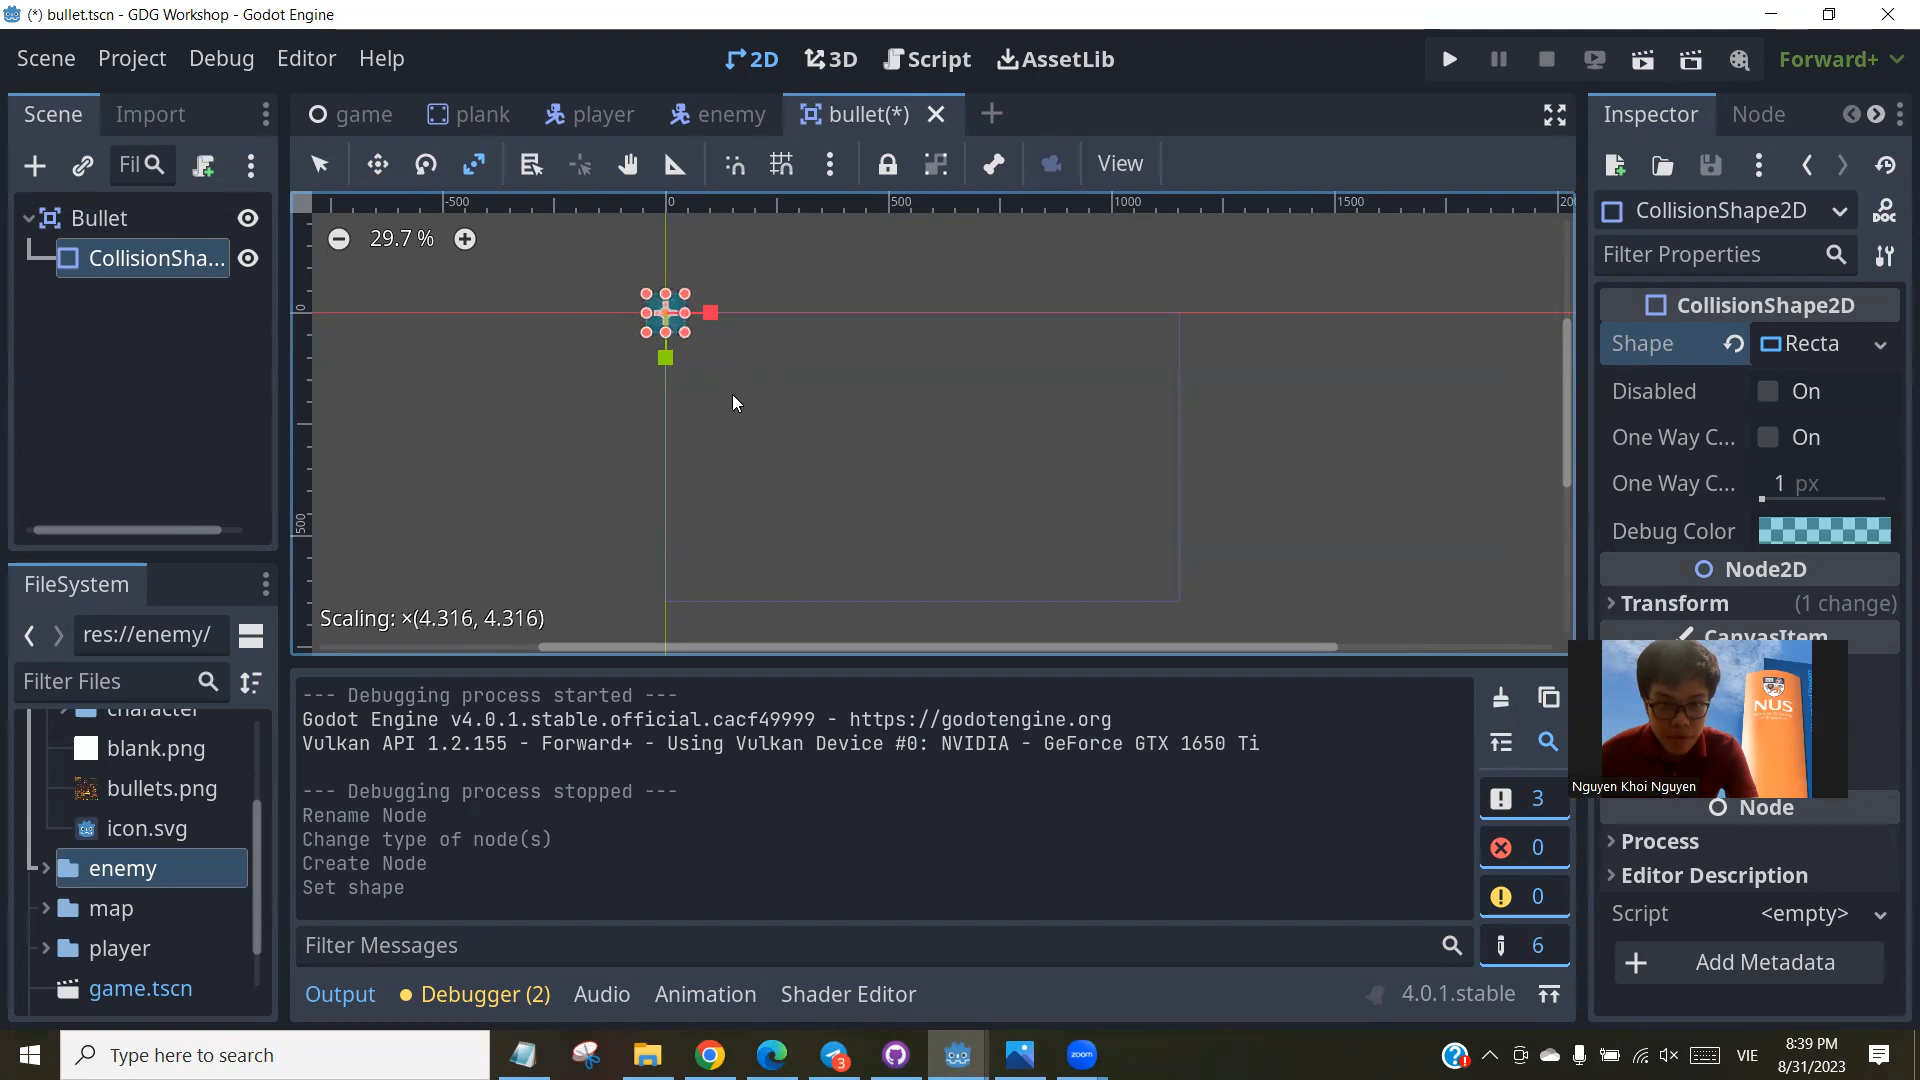 (*) bullet.tscn - GDG Workshop - Godot Engine
Scene Project Debug Editor Help
2D 3D Script AssetLib
Forward+
Scene Import
game plank player enemy bullet(*)
Inspector Node
Fil
View
CollisionShape2D
Bullet
CollisionSha...
-500 0 500 1000 1500 200
29.7 %
0
500
Scaling: ×(4.316, 4.316)
Filter Properties
CollisionShape2D
Shape Recta
Disabled On
One Way C... On
One Way C... 1 px
Debug Color
Node2D
Transform (1 change)
CanvasItem
NUS
Nguyen Khoi Nguyen
Node
Process
Editor Description
Script <empty>
Add Metadata
FileSystem
res://enemy/
Filter Files
character
blank.png
bullets.png
icon.svg
enemy
map
player
game.tscn
--- Debugging process started ---
Godot Engine v4.0.1.stable.official.cacf49999 - https://godotengine.org
Vulkan API 1.2.155 - Forward+ - Using Vulkan Device #0: NVIDIA - GeForce GTX 1650 Ti
--- Debugging process stopped ---
Rename Node
Change type of node(s)
Create Node
Set shape
3
0
0
6
Filter Messages
Output Debugger (2) Audio Animation Shader Editor
4.0.1.stable
Type here to search
3
zoom
VIE
8:39 PM
8/31/2023